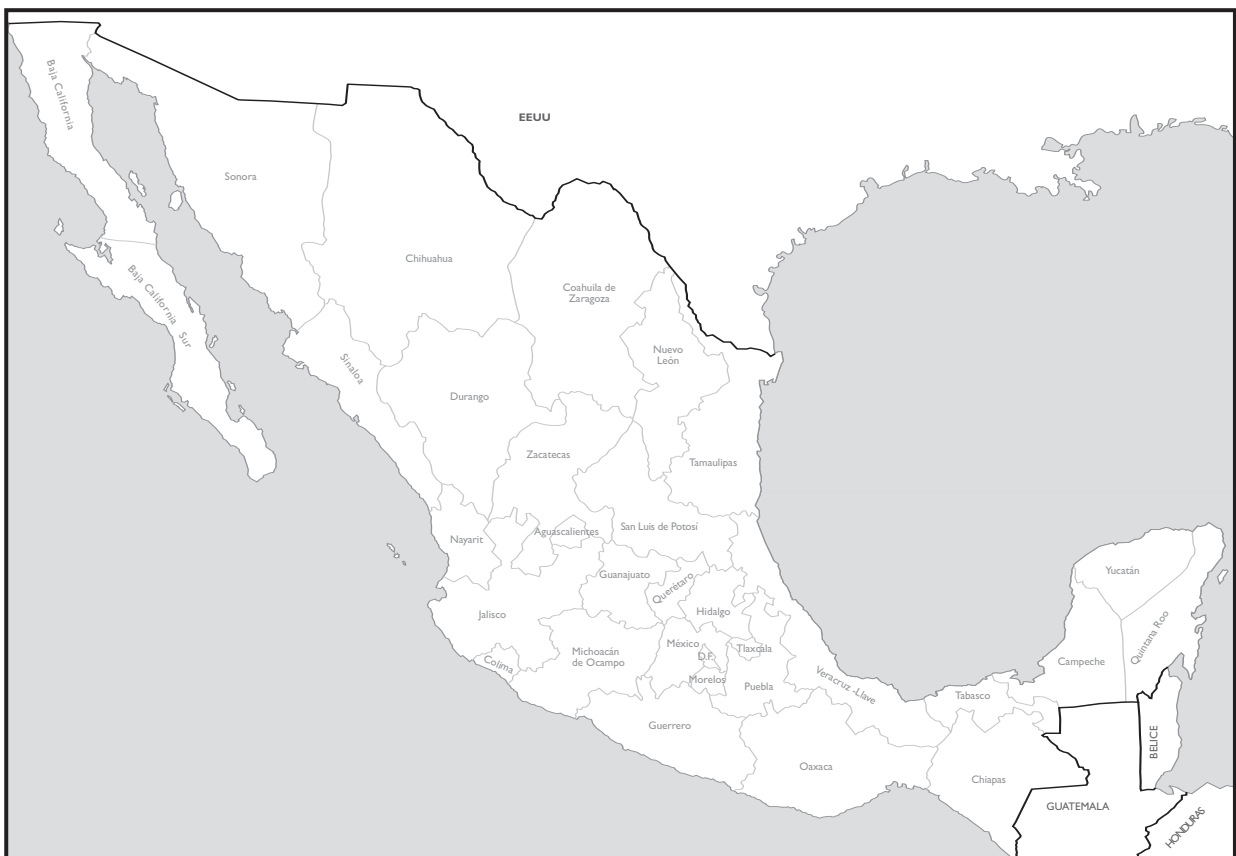 Baja California
EEUU
Sonora
Chihuahua
Baja California Sur
Coahuila de
Zaragoza
Sinaloa
Nuevo
León
Durango
Zacatecas
Tamaulipas
Nayarit
Aguascalientes
San Luis de Potosí
Guanajuato
Querétaro
Yucatán
Jalisco
Hidalgo
Quintana Roo
Colima
Michoacán
de Ocampo
México
D.F.
Tlaxcala
Campeche
Morelos
Puebla
Veracruz -Llave
Tabasco
Guerrero
BELICE
Oaxaca
Chiapas
GUATEMALA
HONDURAS